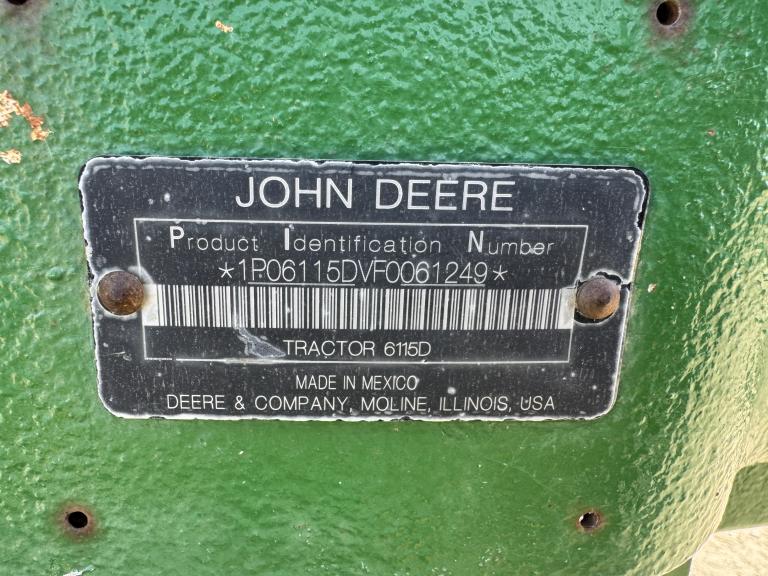 JOHN DEERE
Product Identification Number
*1P06115DVF0061249*
TRACTOR 6115D
MADE IN MEXICO
DEERE & COMPANY, MOLINE, ILLINOIS, USA